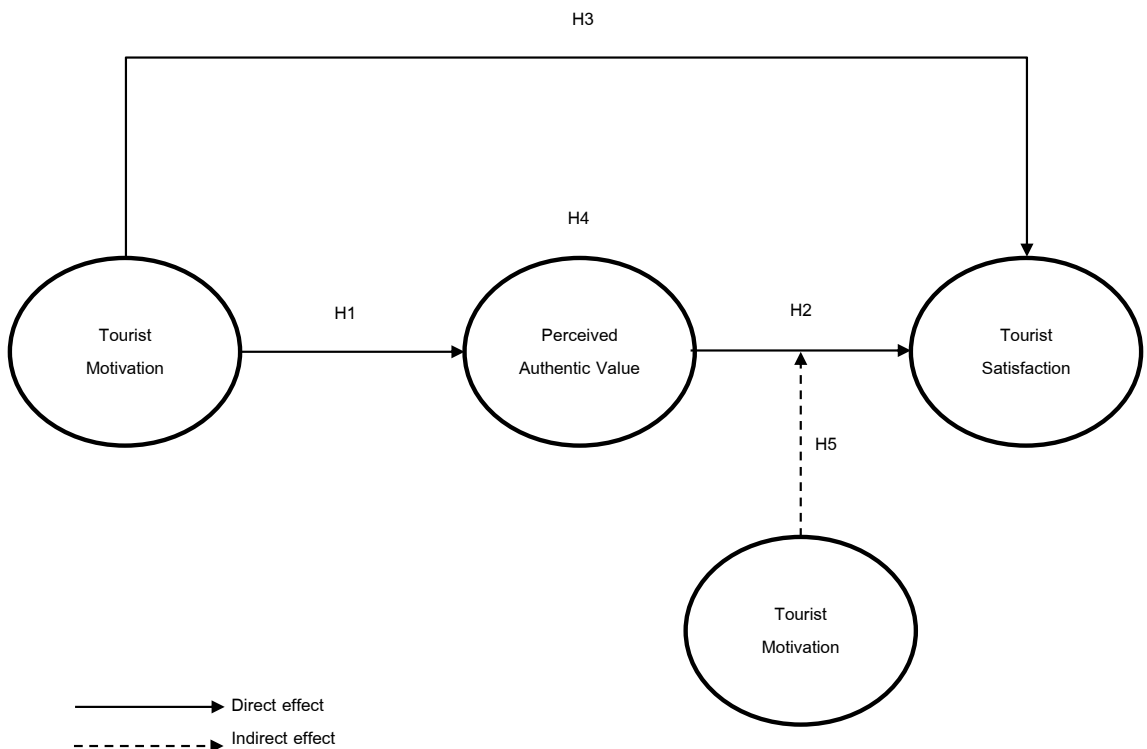 H3
H4
H1
H2
Tourist
Motivation
Perceived
Authentic Value
Tourist
Satisfaction
H5
Tourist
Motivation
Direct effect
Indirect effect